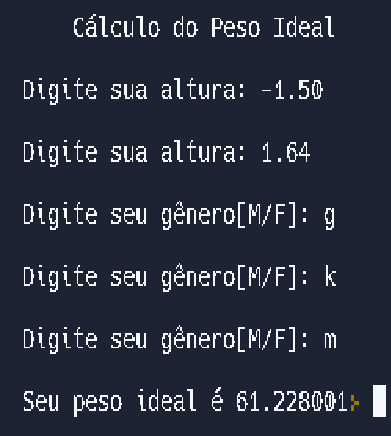 Cálculo do Peso Ideal
Digite sua altura: -1.50
Digite sua altura: 1.64
Digite seu gênero[M/F]: g
Digite seu gênero[M/F]: k
Digite seu gênero[M/F]: m
Seu peso ideal é 61.228001>